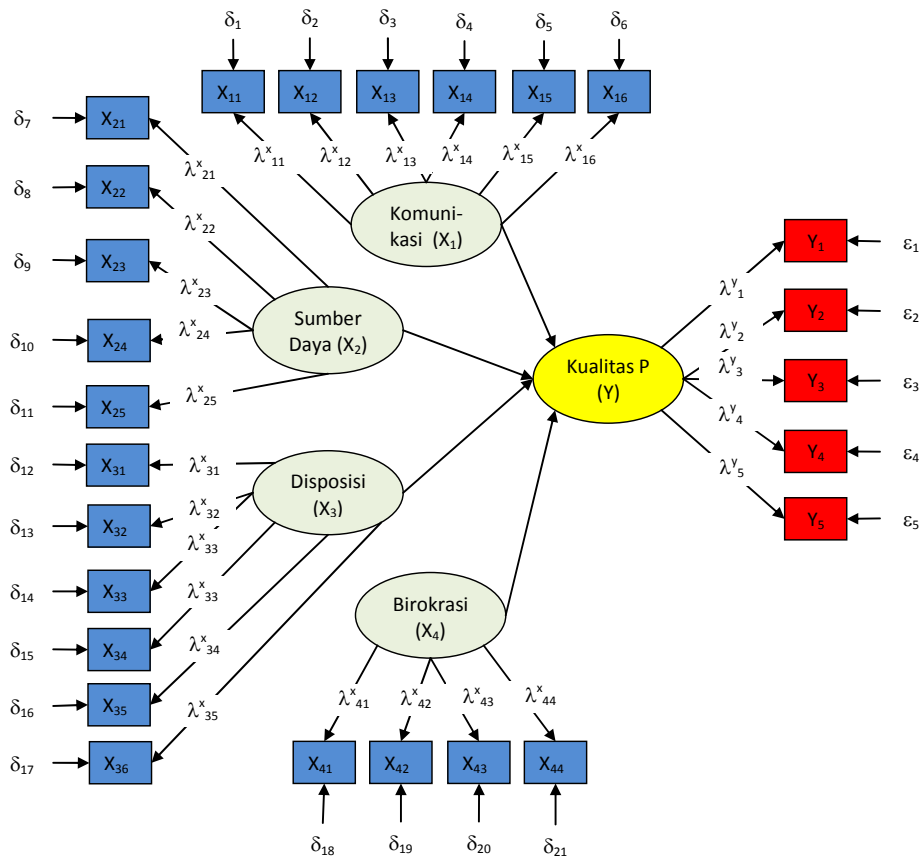 δ₁ δ₂ δ₃ δ₄ δ₅ δ₆
X₁₁ X₁₂ X₁₃ X₁₄ X₁₅ X₁₆
λˣ₁₁ λˣ₁₂ λˣ₁₃ λˣ₁₄ λˣ₁₅ λˣ₁₆
Komuni-
kasi (X₁)
δ₇ X₂₁ λˣ₂₁
δ₈ X₂₂ λˣ₂₂
δ₉ X₂₃ λˣ₂₃
δ₁₀ X₂₄ λˣ₂₄
δ₁₁ X₂₅ λˣ₂₅
Sumber
Daya (X₂)
δ₁₂ X₃₁ λˣ₃₁
δ₁₃ X₃₂ λˣ₃₂
δ₁₄ X₃₃ λˣ₃₃
δ₁₅ X₃₄ λˣ₃₃
δ₁₆ X₃₅ λˣ₃₄
δ₁₇ X₃₆ λˣ₃₅
Disposisi
(X₃)
Kualitas P
(Y)
λʸ₁ Y₁ ε₁
λʸ₂ Y₂ ε₂
λʸ₃ Y₃ ε₃
λʸ₄ Y₄ ε₄
λʸ₅ Y₅ ε₅
Birokrasi
(X₄)
λˣ₄₁ λˣ₄₂ λˣ₄₃ λˣ₄₄
X₄₁ X₄₂ X₄₃ X₄₄
δ₁₈ δ₁₉ δ₂₀ δ₂₁